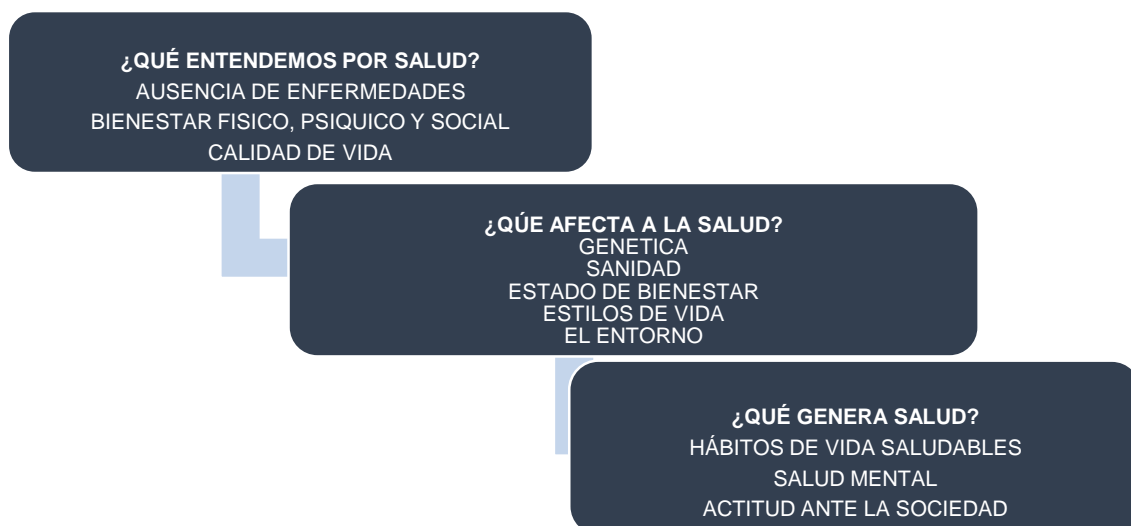 ¿QUÉ ENTENDEMOS POR SALUD?
AUSENCIA DE ENFERMEDADES
BIENESTAR FISICO, PSIQUICO Y SOCIAL
CALIDAD DE VIDA
¿QÚE AFECTA A LA SALUD?
GENETICA
SANIDAD
ESTADO DE BIENESTAR
ESTILOS DE VIDA
EL ENTORNO
¿QUÉ GENERA SALUD?
HÁBITOS DE VIDA SALUDABLES
SALUD MENTAL
ACTITUD ANTE LA SOCIEDAD